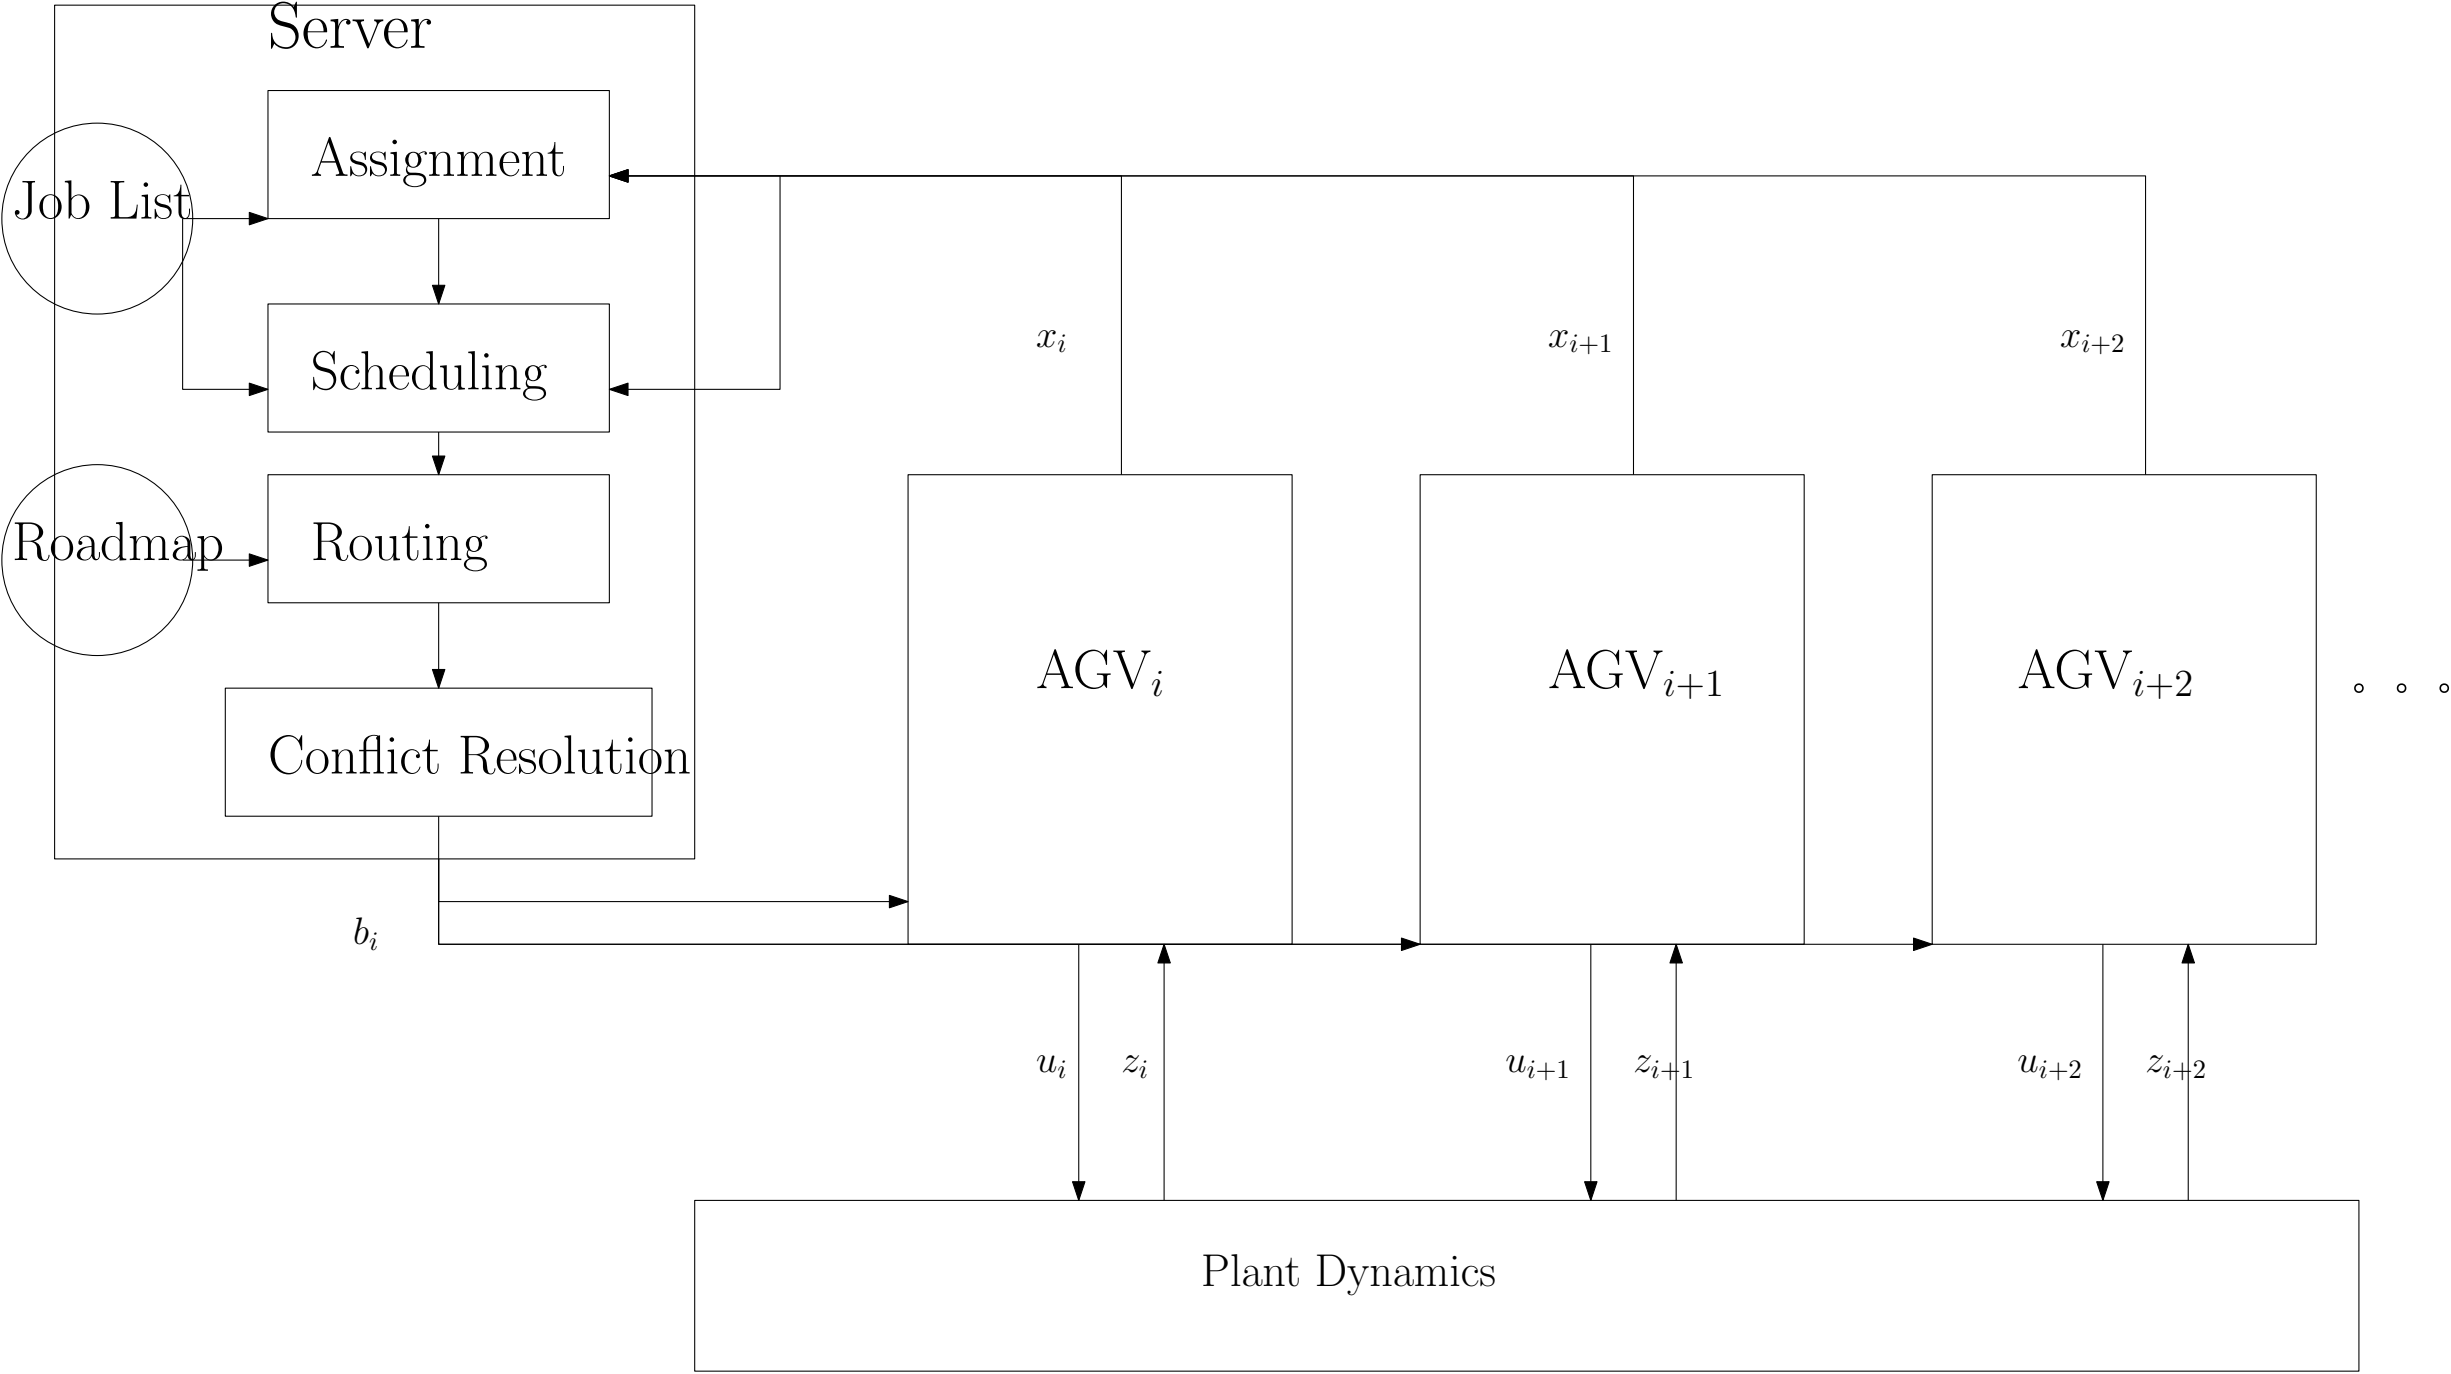 Server
Assignment
Job List
Scheduling
Routing
Roadmap
Conflict Resolution
x_i
x_{i+1}
x_{i+2}
AGV_i
AGV_{i+1}
AGV_{i+2}
b_i
u_i
z_i
u_{i+1}
z_{i+1}
u_{i+2}
z_{i+2}
Plant Dynamics